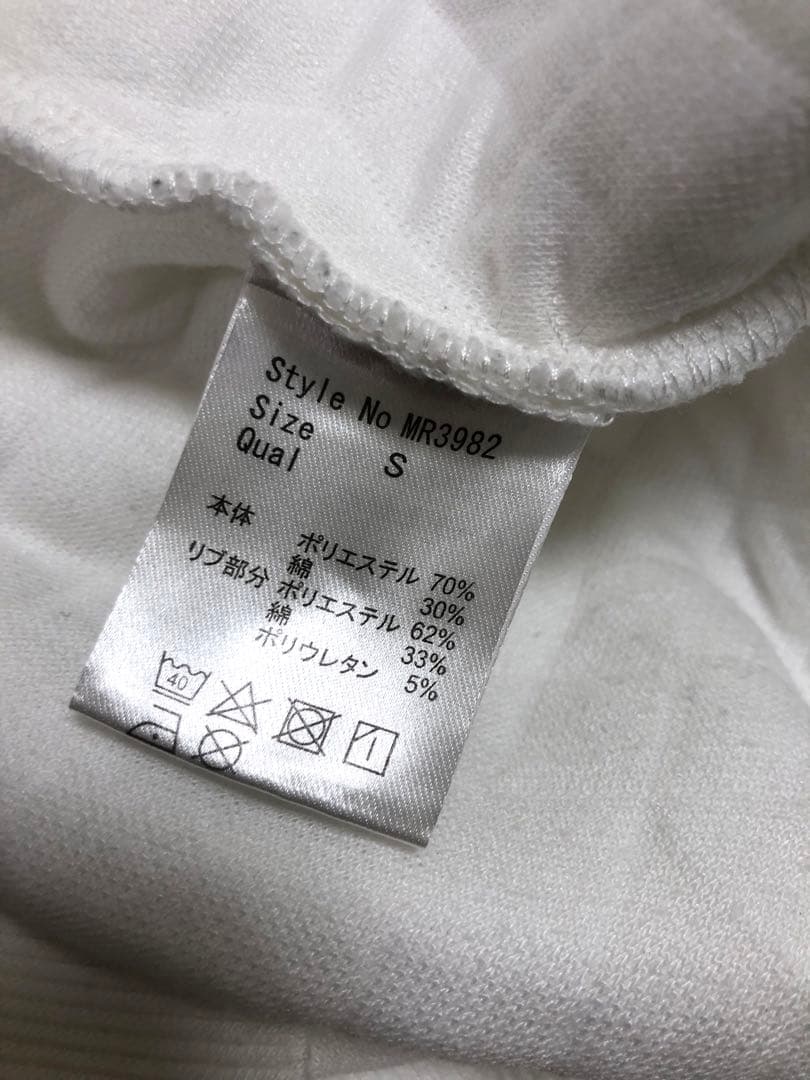 Style No MR3982
Size S
Qual
本体 ポリエステル 70%
綿 30%
リブ部分 ポリエステル 62%
綿 33%
ポリウレタン 5%
40